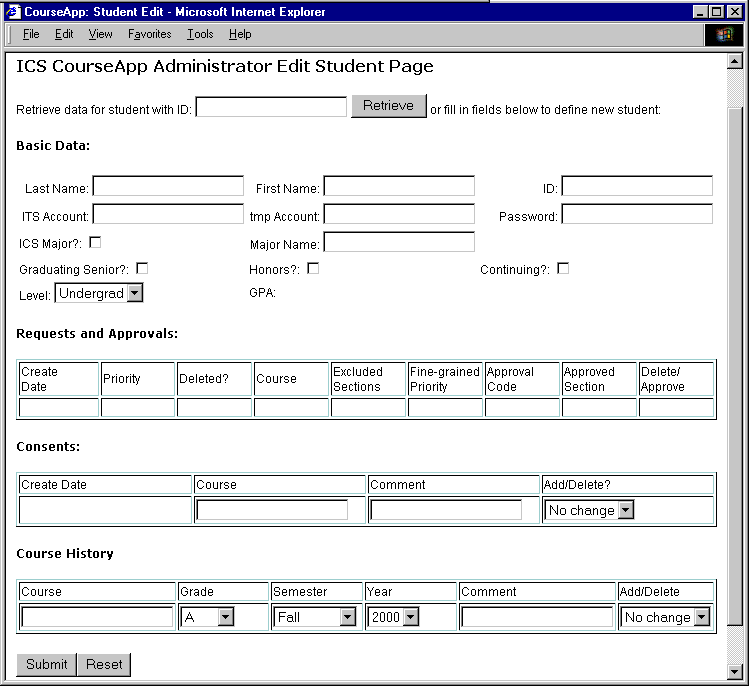 CourseApp: Student Edit - Microsoft Internet Explorer
File Edit View Favorites Tools Help
ICS CourseApp Administrator Edit Student Page
Retrieve data for student with ID: Retrieve or fill in fields below to define new student:
Basic Data:
Last Name: First Name: ID:
ITS Account: tmp Account: Password:
ICS Major?: Major Name:
Graduating Senior?: Honors?: Continuing?:
Level: Undergrad GPA:
Requests and Approvals:
Create Date Priority Deleted? Course Excluded Sections Fine-grained Priority Approval Code Approved Section Delete/ Approve
Consents:
Create Date Course Comment Add/Delete?
No change
Course History
Course Grade Semester Year Comment Add/Delete
A Fall 2000 No change
Submit Reset